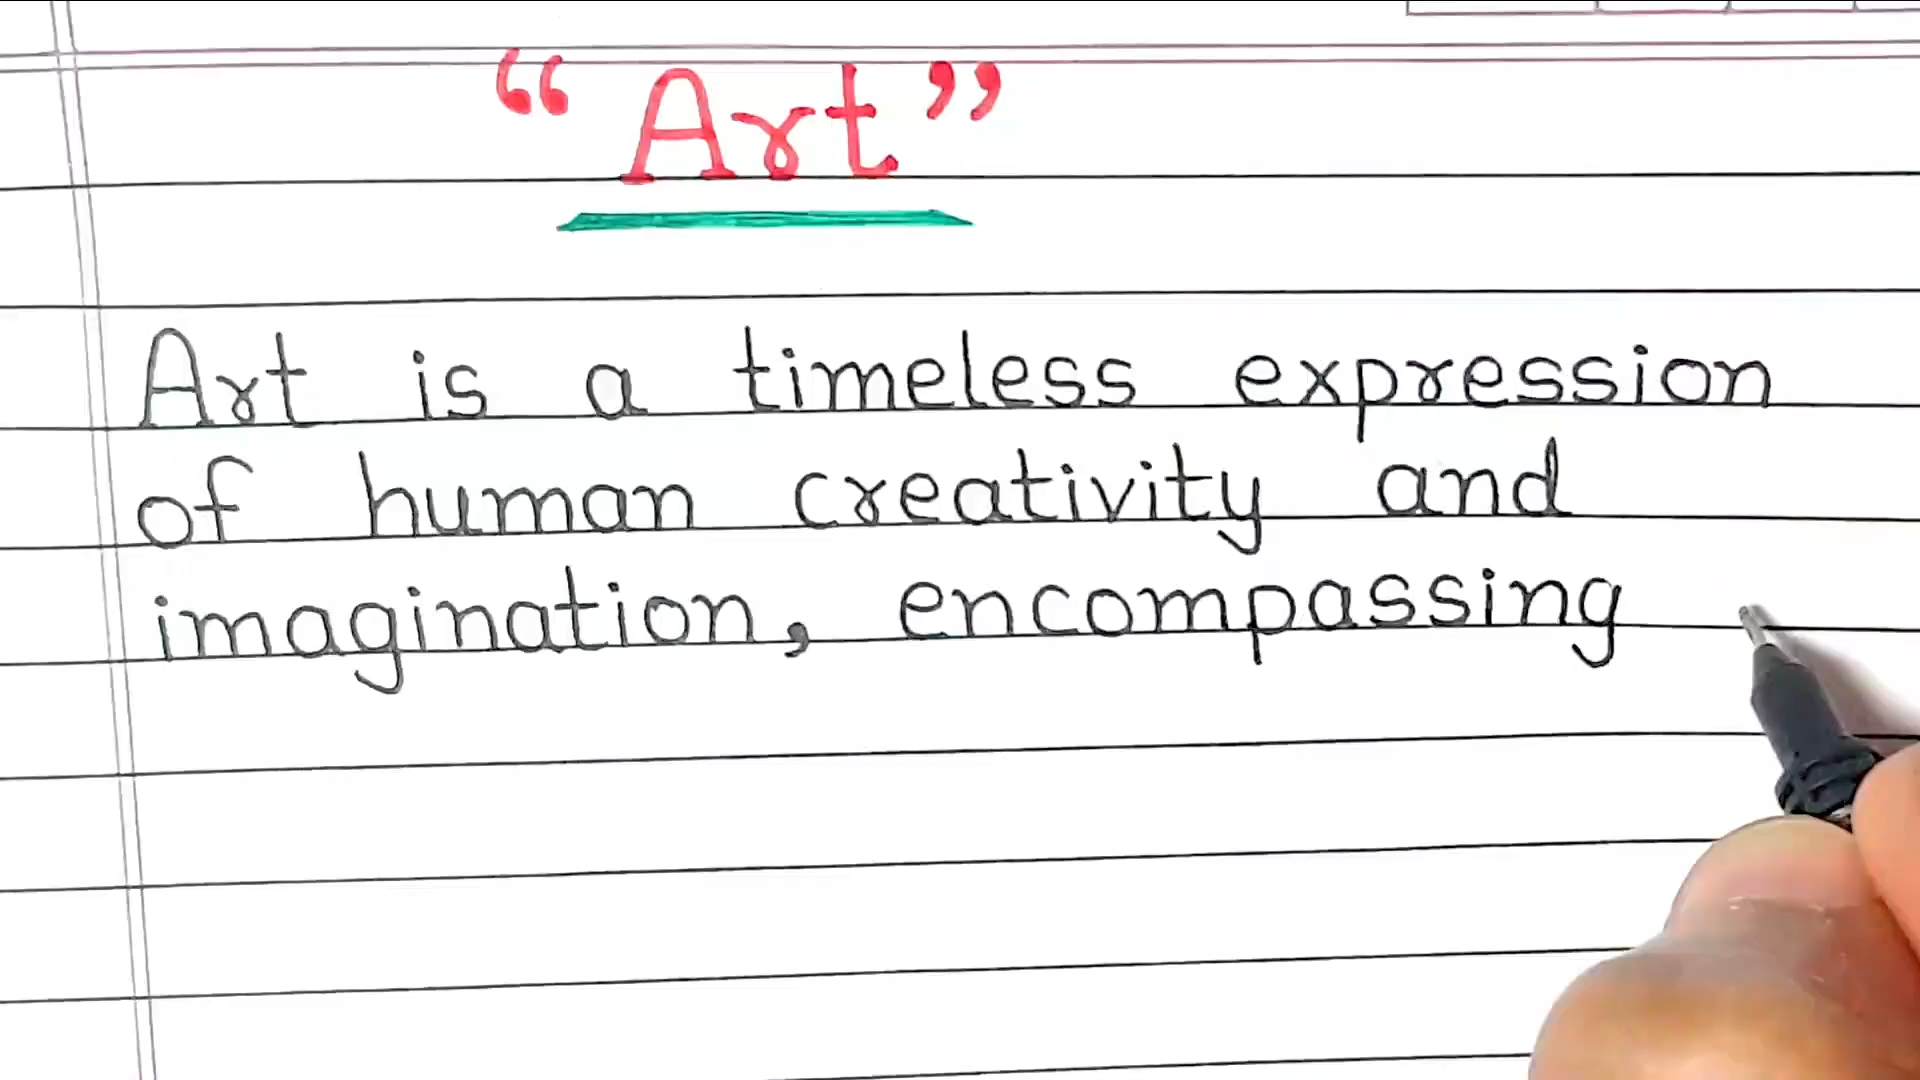 “Art”
Art is a timeless expression
of human creativity and
imagination, encompassing